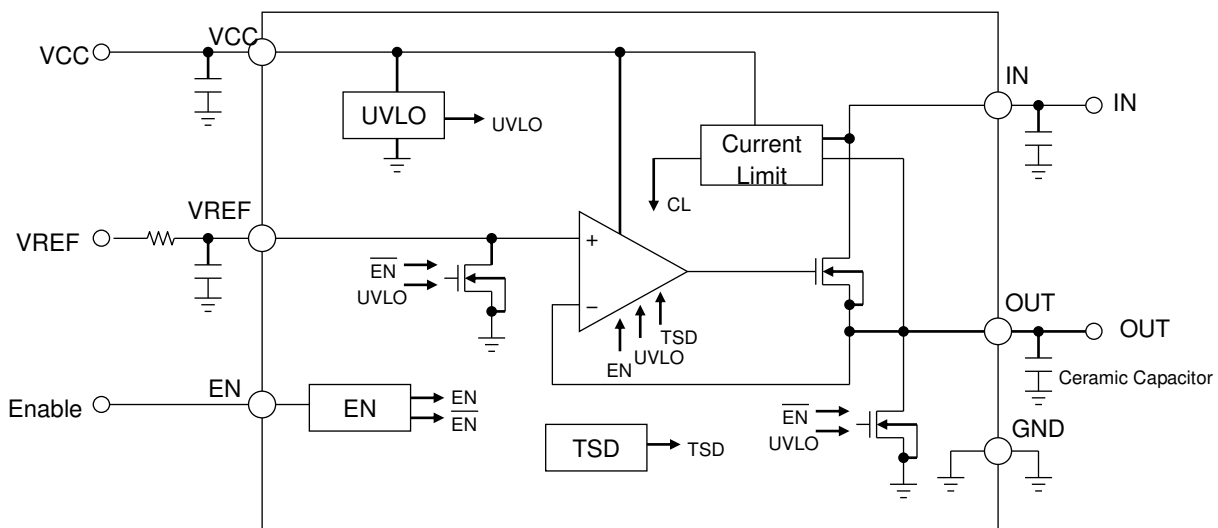 VCC
VCC
IN
IN
UVLO
UVLO
Current
Limit
CL
VREF
VREF
+
−
EN
UVLO
TSD
UVLO
EN
OUT
OUT
Ceramic Capacitor
EN
Enable
EN
EN
EN
EN
UVLO
TSD
TSD
GND